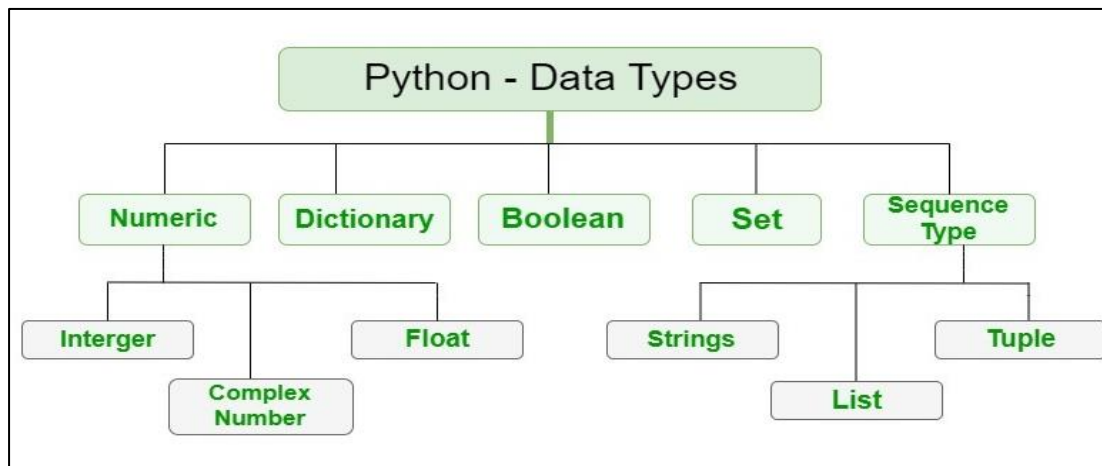 Python - Data Types
Numeric
Dictionary
Boolean
Set
Sequence
Type
Interger
Complex
Number
Float
Strings
List
Tuple